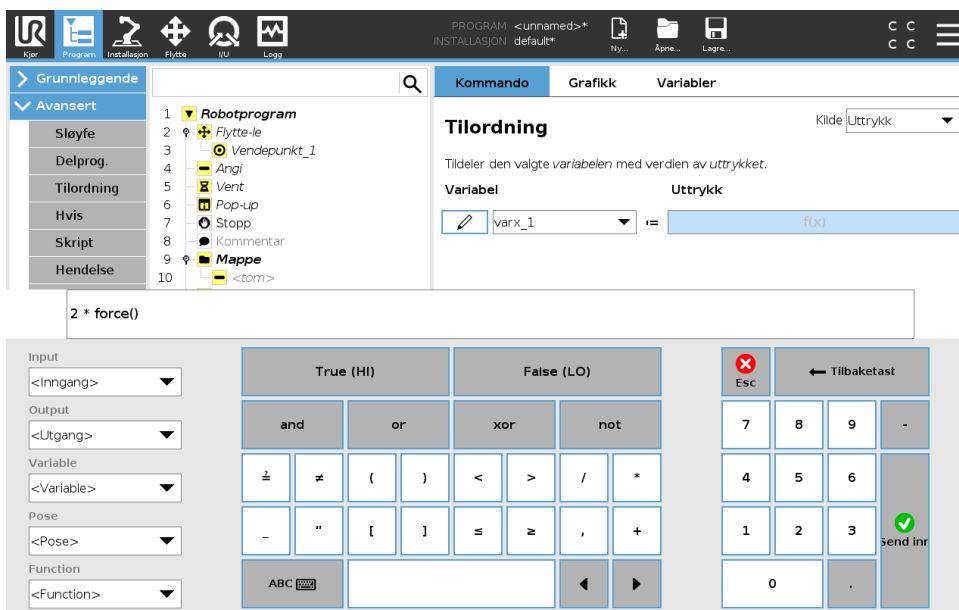 PROGRAM <unnamed>*
INSTALLASJON default*
Kjør Program Installasjon Flytte I/U Logg
Ny... Åpne... Lagre...
C C
C C
Grunnleggende
Avansert
Sløyfe
Delprog.
Tilordning
Hvis
Skript
Hendelse
1 Robotprogram
2 Flytte-le
3 Vendepunkt_1
4 Angi
5 Vent
6 Pop-up
7 Stopp
8 Kommentar
9 Mappe
10 <tom>
Kommando Grafikk Variabler
Tilordning
Kilde Uttrykk
Tildeler den valgte variabelen med verdien av uttrykket.
Variabel Uttrykk
varx_1 := f(x)
2 * force()
Input
<Inngang>
Output
<Utgang>
Variable
<Variable>
Pose
<Pose>
Function
<Function>
True (HI) False (LO)
and or xor not
≟ ≠ ( ) < > / *
_ " [ ] ≤ ≥ , +
ABC
Esc Tilbaketast
7 8 9 -
4 5 6
1 2 3
Send inn
0 .